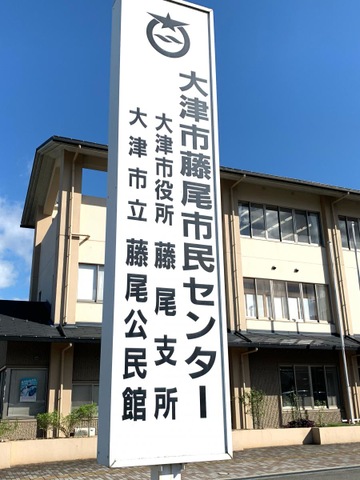 大津市藤尾市民センター
大津市役所 藤尾支所
大津市立 藤尾公民館